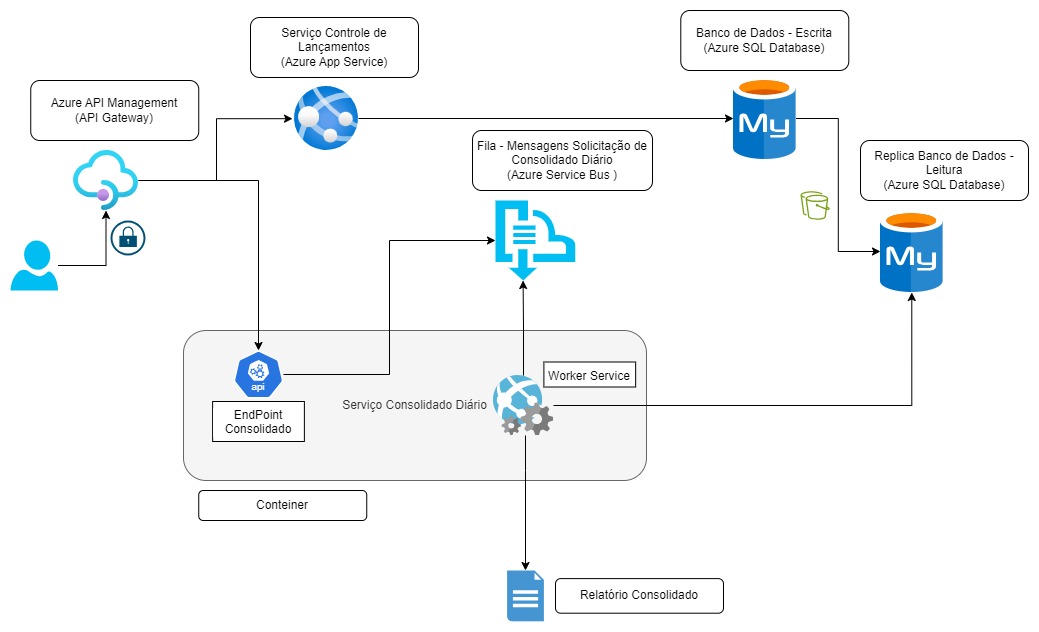 Serviço Controle de
Lançamentos
(Azure App Service)
Banco de Dados - Escrita
(Azure SQL Database)
Azure API Management
(API Gateway)
My
Fila - Mensagens Solicitação de
Consolidado Diário
(Azure Service Bus )
Replica Banco de Dados -
Leitura
(Azure SQL Database)
My
api
Worker Service
Serviço Consolidado Diário
EndPoint
Consolidado
Conteiner
Relatório Consolidado